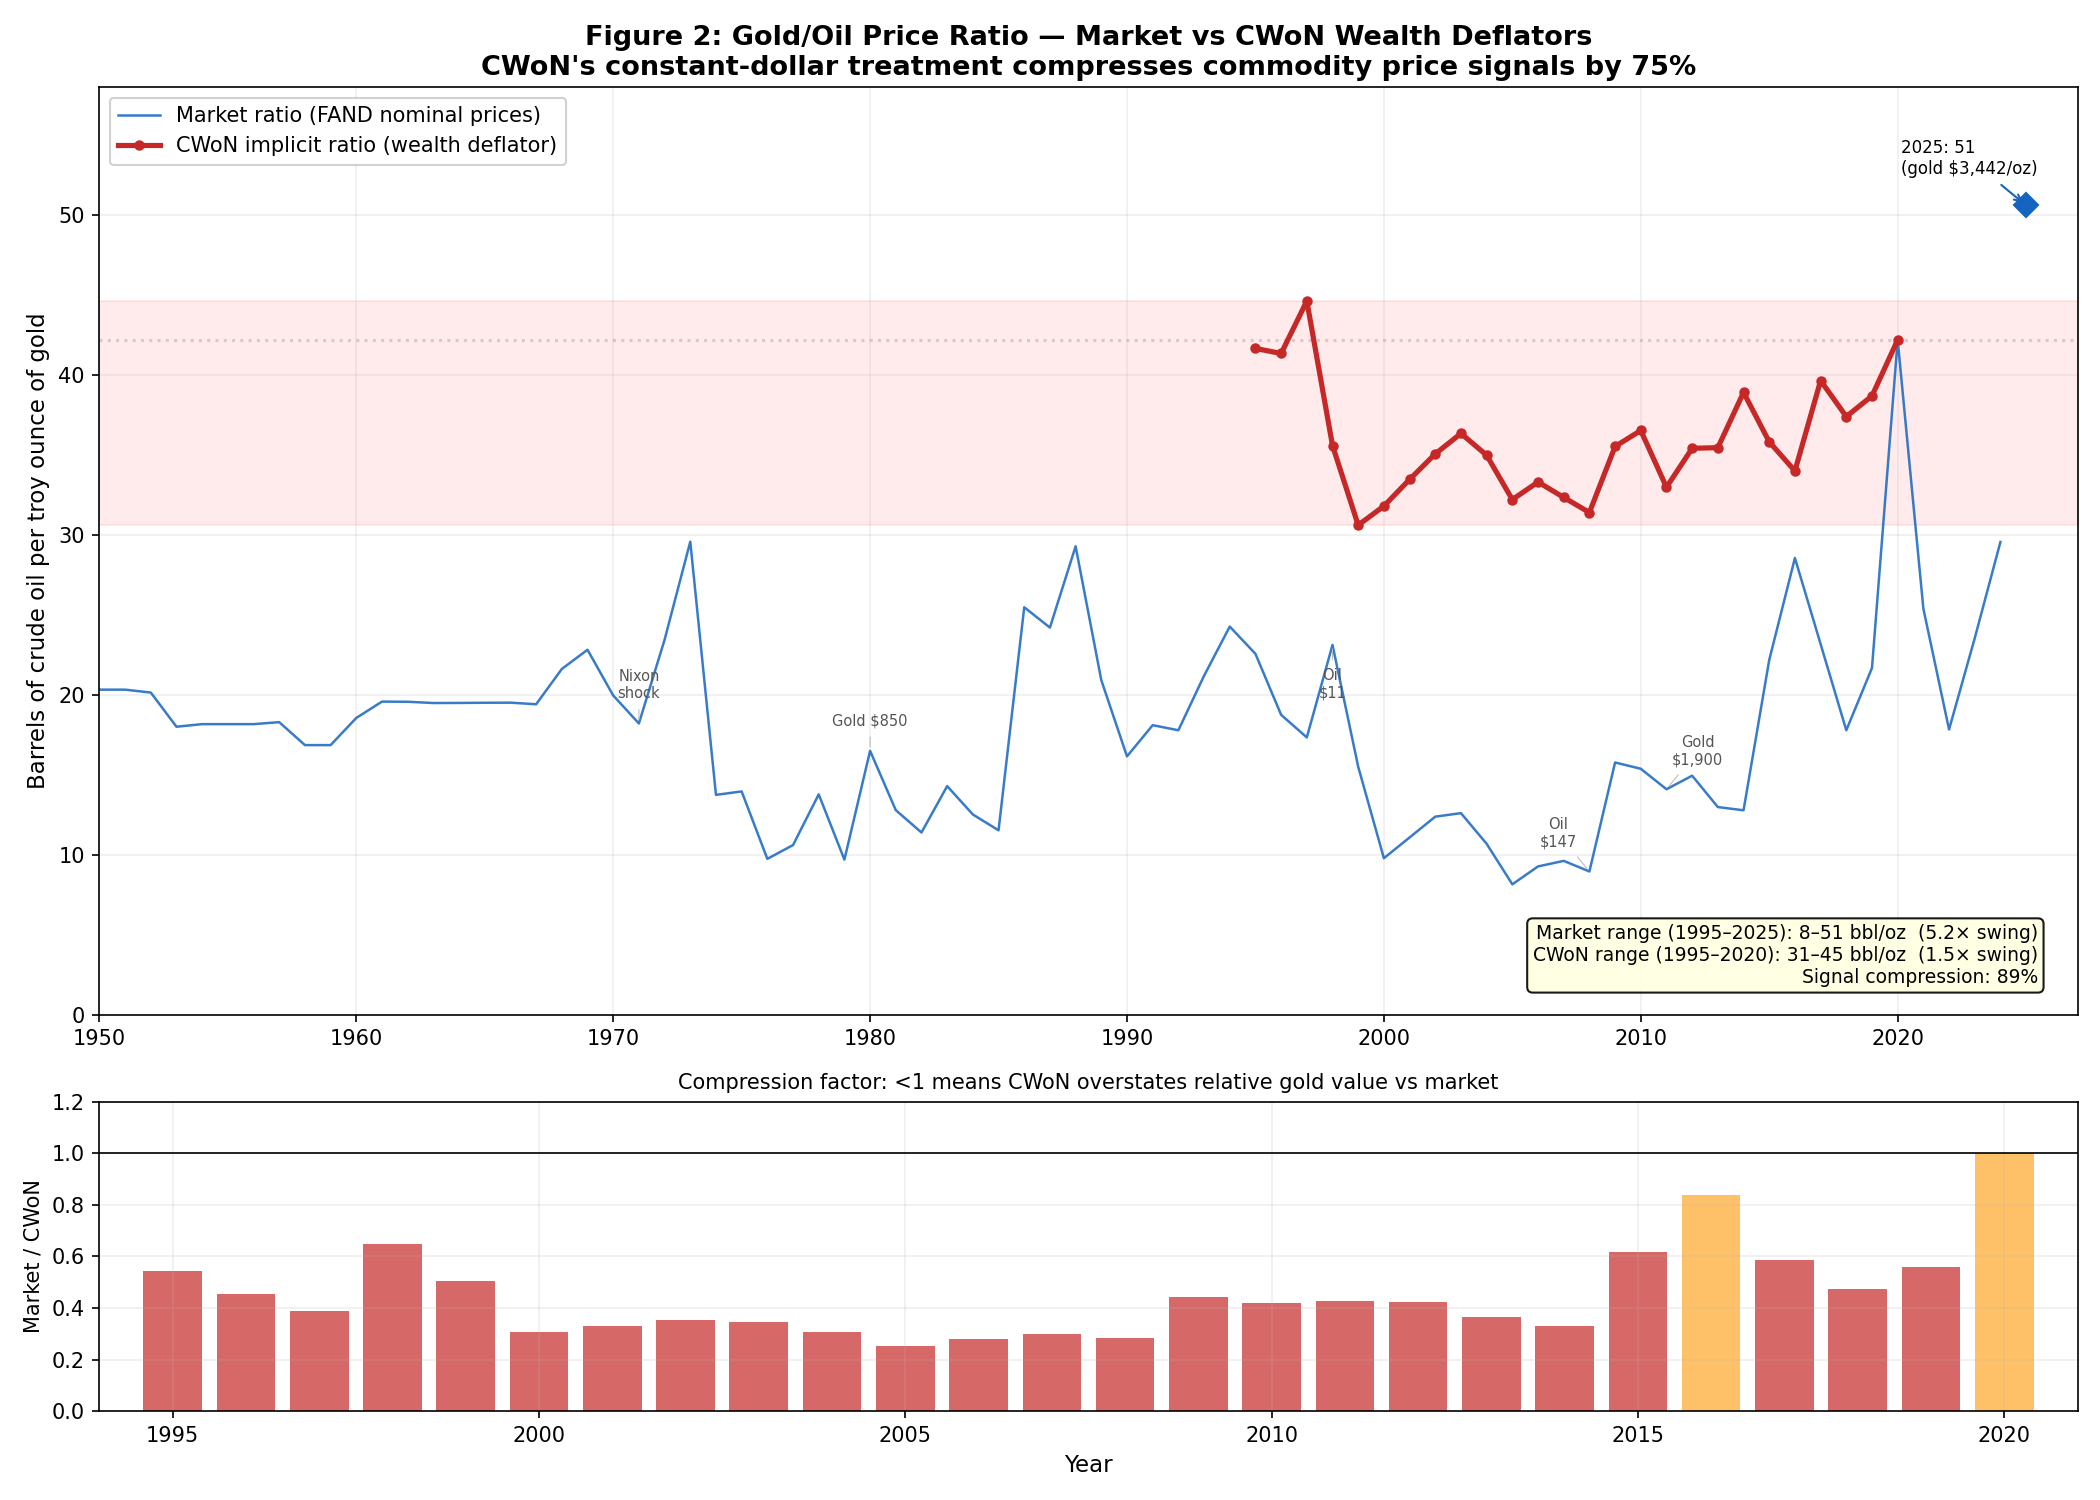 Figure 2: Gold/Oil Price Ratio — Market vs CWoN Wealth Deflators
CWoN's constant-dollar treatment compresses commodity price signals by 75%
Market ratio (FAND nominal prices)
CWoN implicit ratio (wealth deflator)
2025: 51
(gold $3,442/oz)
Barrels of crude oil per troy ounce of gold
50
40
30
20
10
0
Nixon
shock
Gold $850
Oil
$11
Oil
$147
Gold
$1,900
Market range (1995–2025): 8–51 bbl/oz (5.2× swing)
CWoN range (1995–2020): 31–45 bbl/oz (1.5× swing)
Signal compression: 89%
1950 1960 1970 1980 1990 2000 2010 2020
Compression factor: <1 means CWoN overstates relative gold value vs market
Market / CWoN
1.2
1.0
0.8
0.6
0.4
0.2
0.0
1995 2000 2005 2010 2015 2020
Year